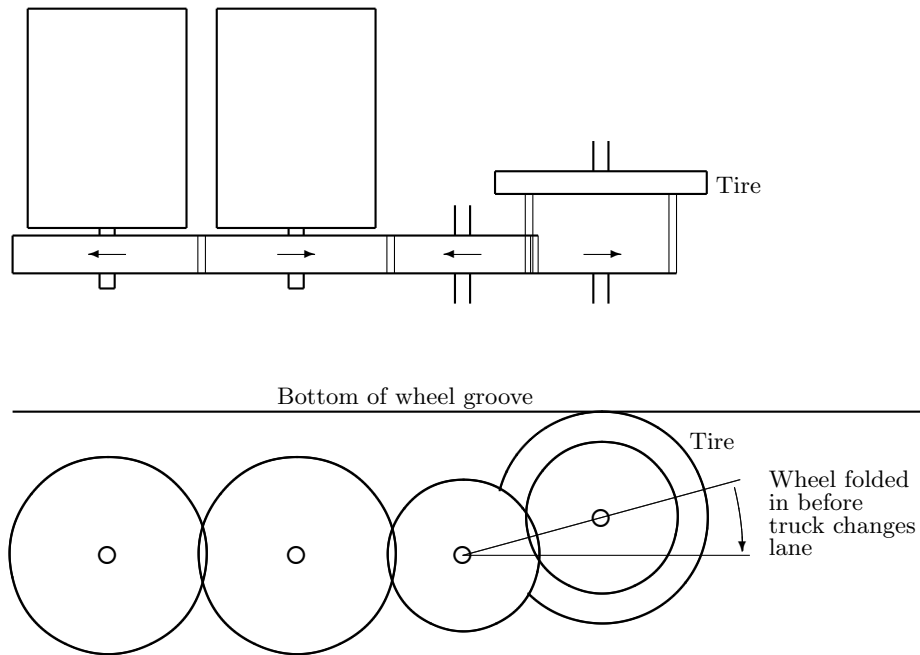 Tire
Bottom of wheel groove
Tire
Wheel folded
in before
truck changes
lane